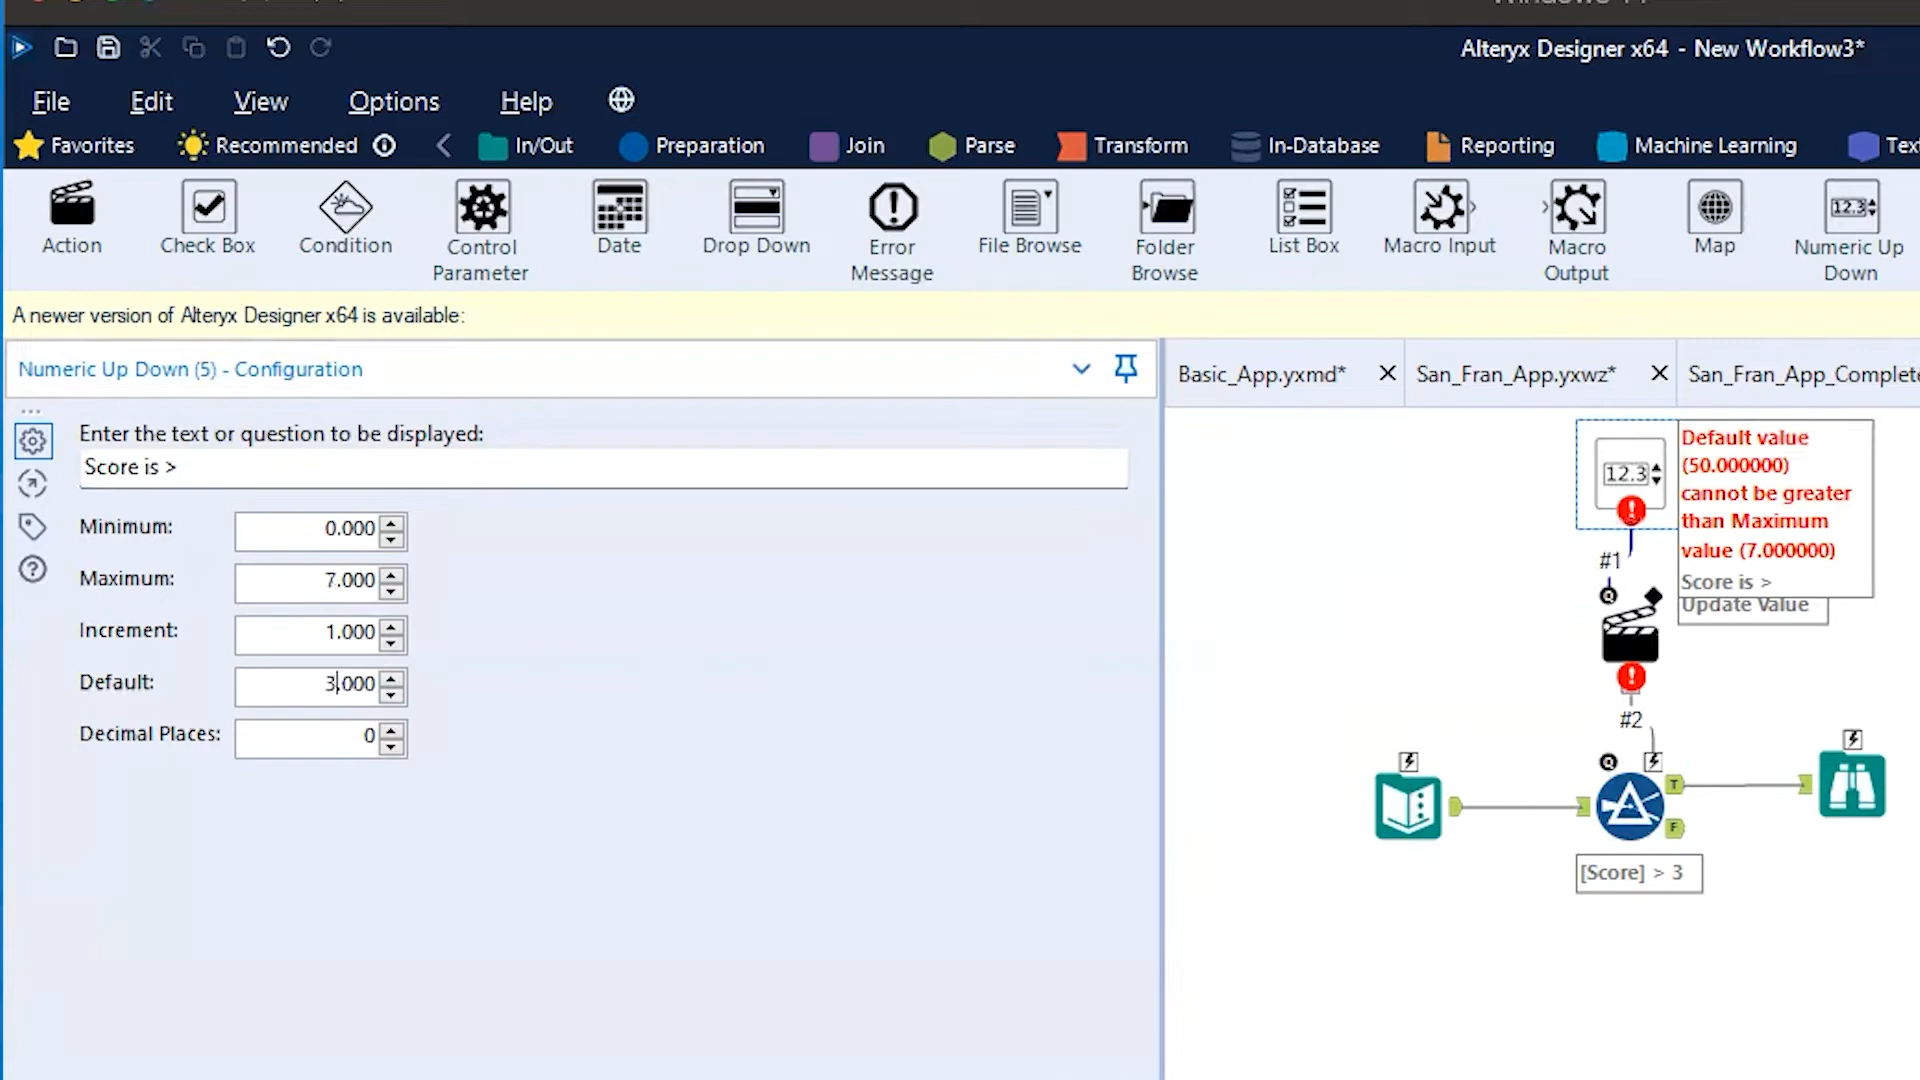 Alteryx Designer x64 - New Workflow3*
File Edit View Options Help
Favorites Recommended In/Out Preparation Join Parse Transform In-Database Reporting Machine Learning
Action Check Box Condition Control Parameter Date Drop Down Error Message File Browse Folder Browse List Box Macro Input Macro Output Map Numeric Up Down
A newer version of Alteryx Designer x64 is available:
Numeric Up Down (5) - Configuration
Basic_App.yxmd* San_Fran_App.yxwz* San_Fran_App_Complete
Enter the text or question to be displayed:
Score is >
Minimum: 0.000
Maximum: 7.000
Increment: 1.000
Default: 3.000
Decimal Places: 0
12.3
Default value
(50.000000)
cannot be greater
than Maximum
value (7.000000)
Score is >
Update Value
#1
#2
T
F
[Score] > 3